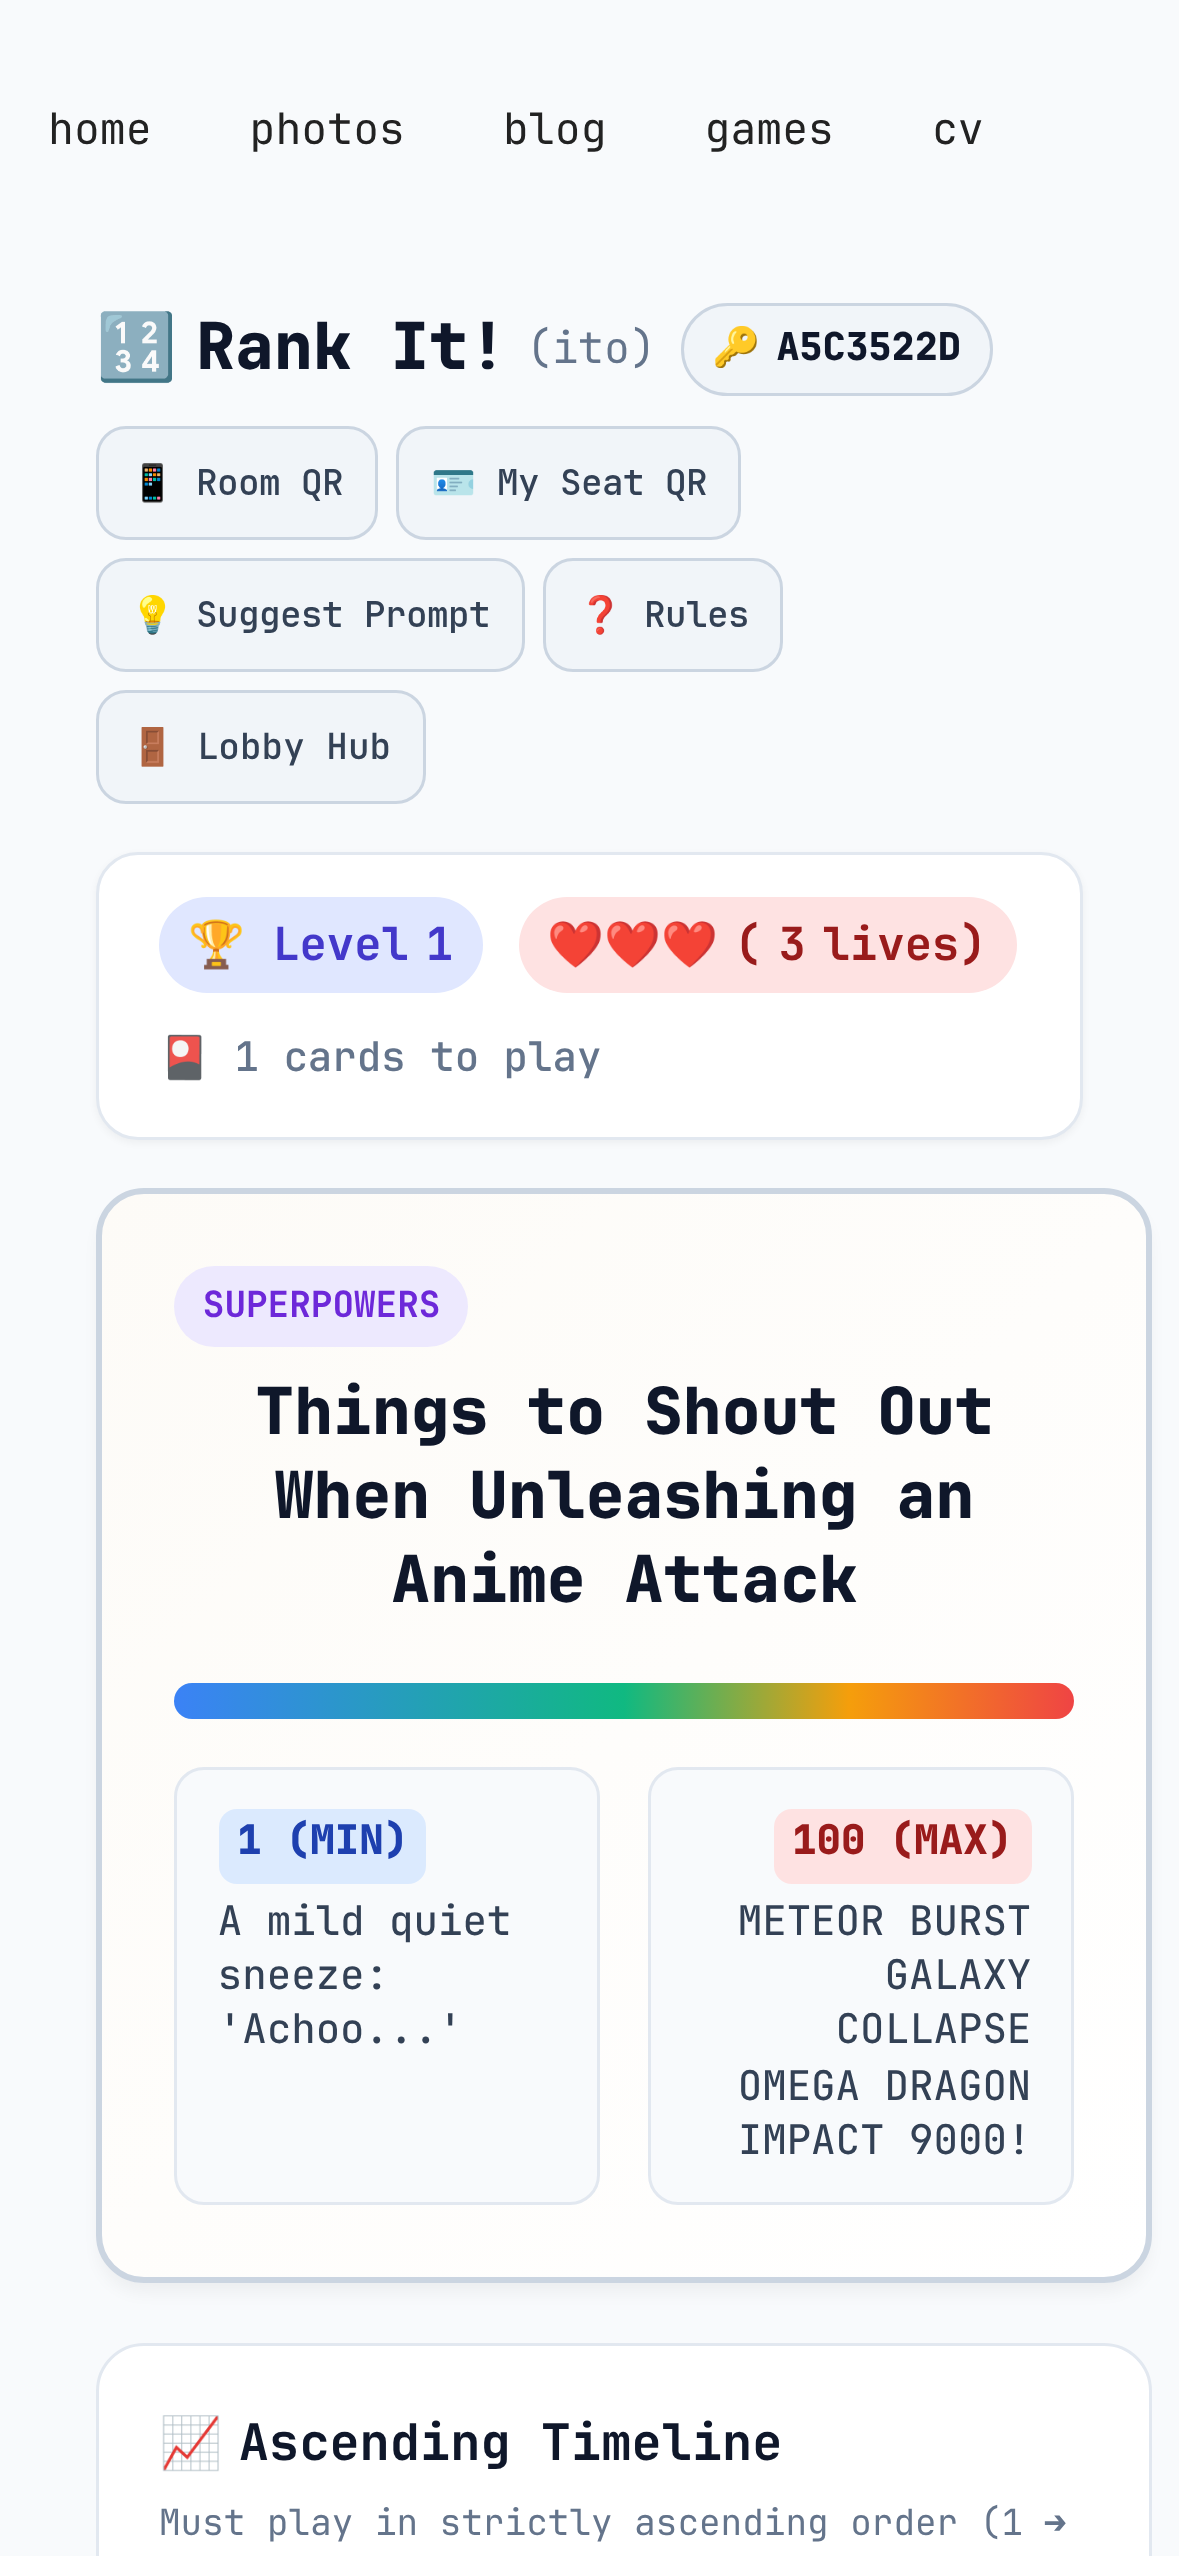 home photos blog games cv
🔢 Rank It! (ito) 🔑 A5C3522D
📱 Room QR 🪪 My Seat QR
💡 Suggest Prompt ❓ Rules
🚪 Lobby Hub
🏆 Level 1 ❤️❤️❤️ ( 3 lives)
🎴 1 cards to play
SUPERPOWERS
Things to Shout Out
When Unleashing an
Anime Attack
1 (MIN)
A mild quiet
sneeze:
'Achoo...'
100 (MAX)
METEOR BURST
GALAXY
COLLAPSE
OMEGA DRAGON
IMPACT 9000!
📈 Ascending Timeline
Must play in strictly ascending order (1 →